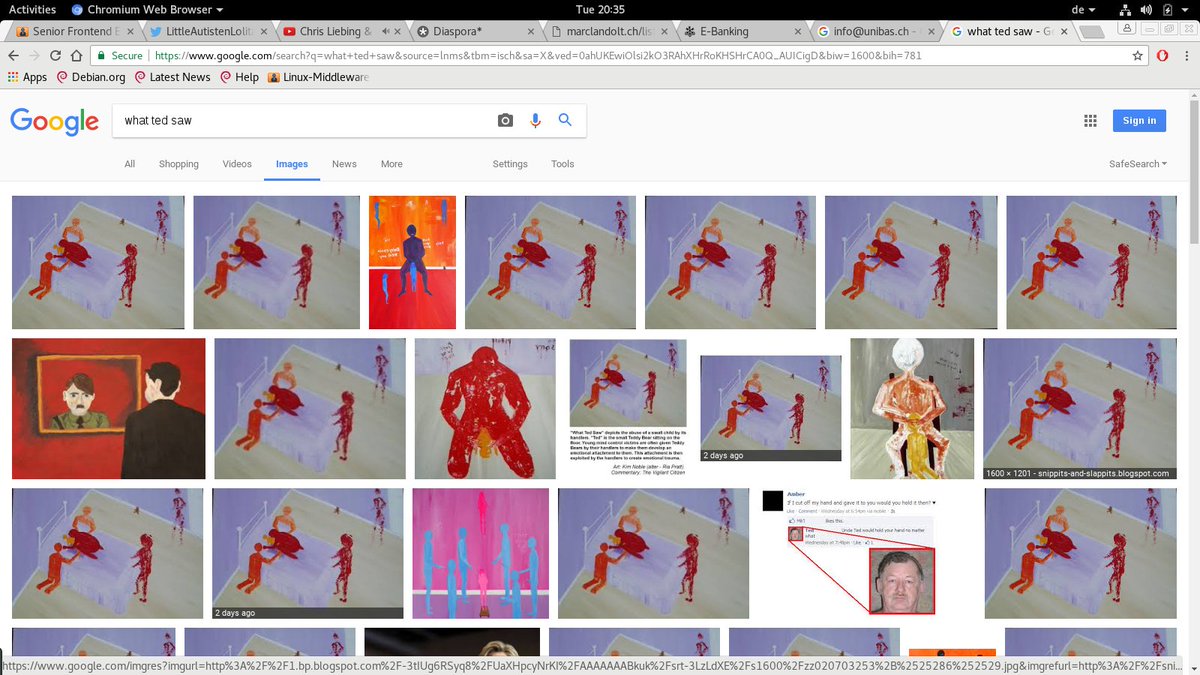 Activities Chromium Web Browser Tue 20:35 de
Senior Frontend E LittleAutistenLolita Chris Liebing & Diaspora* marclandolt.ch/list E-Banking info@unibas.ch - what ted saw - Go
Secure https://www.google.com/search?q=what+ted+saw&source=lnms&tbm=isch&sa=X&ved=0ahUKEwiOlsi2kO3RAhXHrRoKHSHrCA0Q_AUICigD&biw=1600&bih=781
Apps Debian.org Latest News Help Linux-Middleware
Google what ted saw Sign in
All Shopping Videos Images News More Settings Tools SafeSearch
"What Ted Saw" depicts the abuse of a small child by its
handlers. "Ted" is the small Teddy Bear sitting on the
floor. Young mind control victims are often given Teddy
Bears by their handlers to make them develop an
emotional attachment to them. This attachment is then
exploited by the handlers to create emotional trauma.
Art: Kim Noble (alter - Ria Pratt)
Commentary: The Vigilant Citizen
2 days ago
1600 × 1201 - snippits-and-slappits.blogspot.com
2 days ago
Amber
If I cut off my hand and gave it to you would you held it then? ♥
Like · Comment · Wednesday at 6:54pm via mobile
likes this.
Uncle Ted would hold your hand no matter
what
Wednesday at 7:48pm · Like · 1
https://www.google.com/imgres?imgurl=http%3A%2F%2F1.bp.blogspot.com%2F-3tIUg6RSyq8%2FUaXHpcyNrKI%2FAAAAAAABkuk%2Fsrt-3LzLdXE%2Fs1600%2Fzz020703253%2B%2525286%252529.jpg&imgrefurl=http%3A%2F%2Fsni...